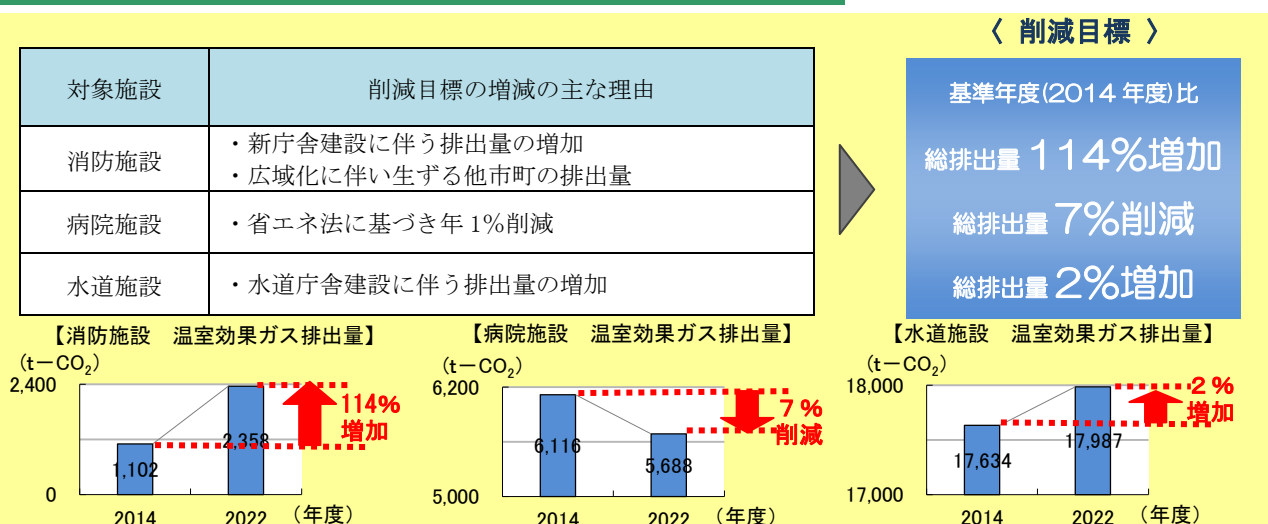 〈 削減目標 〉
対象施設 削減目標の増減の主な理由
消防施設 ・新庁舎建設に伴う排出量の増加
・広域化に伴い生ずる他市町の排出量
病院施設 ・省エネ法に基づき年1%削減
水道施設 ・水道庁舎建設に伴う排出量の増加
基準年度(2014年度)比
総排出量 114%増加
総排出量 7%削減
総排出量 2%増加
【消防施設 温室効果ガス排出量】
(t-CO₂)
2,400
0
1,102
2,358
114%
増加
2014 2022 (年度)
【病院施設 温室効果ガス排出量】
(t-CO₂)
6,200
5,000
6,116
5,688
7%
削減
2014 2022 (年度)
【水道施設 温室効果ガス排出量】
(t-CO₂)
18,000
17,000
17,634
17,987
2%
増加
2014 2022 (年度)